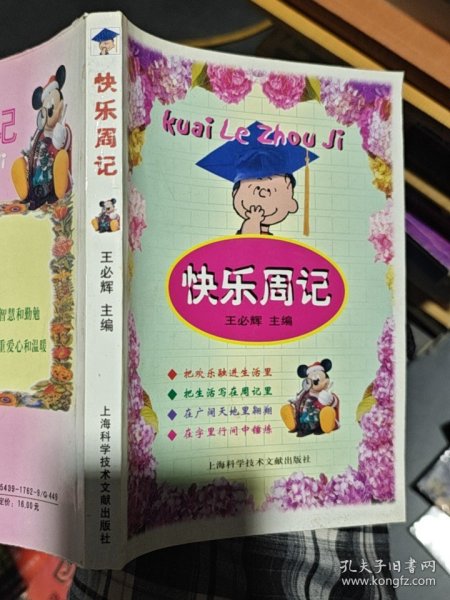 Kuai Le Zhou Ji
快乐周记
王必辉 主编
把欢乐融进生活里
把生活写在周记里
在广阔天地里翱翔
在字里行间中锤炼
上海科学技术文献出版社
快乐周记
王必辉 主编
上海科学技术文献出版社
记
智慧和勤勉
重爱心和温暖
5439-1762-9/G·449
定价：16.00元
孔夫子旧书网
www.kongfz.com